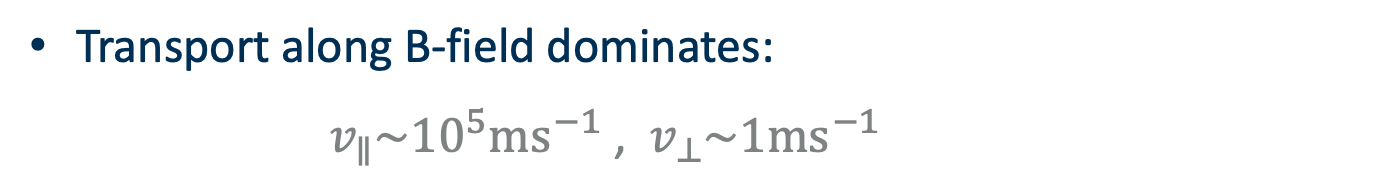 • Transport along B-field dominates:
v∥~10⁵ms⁻¹ , v⊥~1ms⁻¹